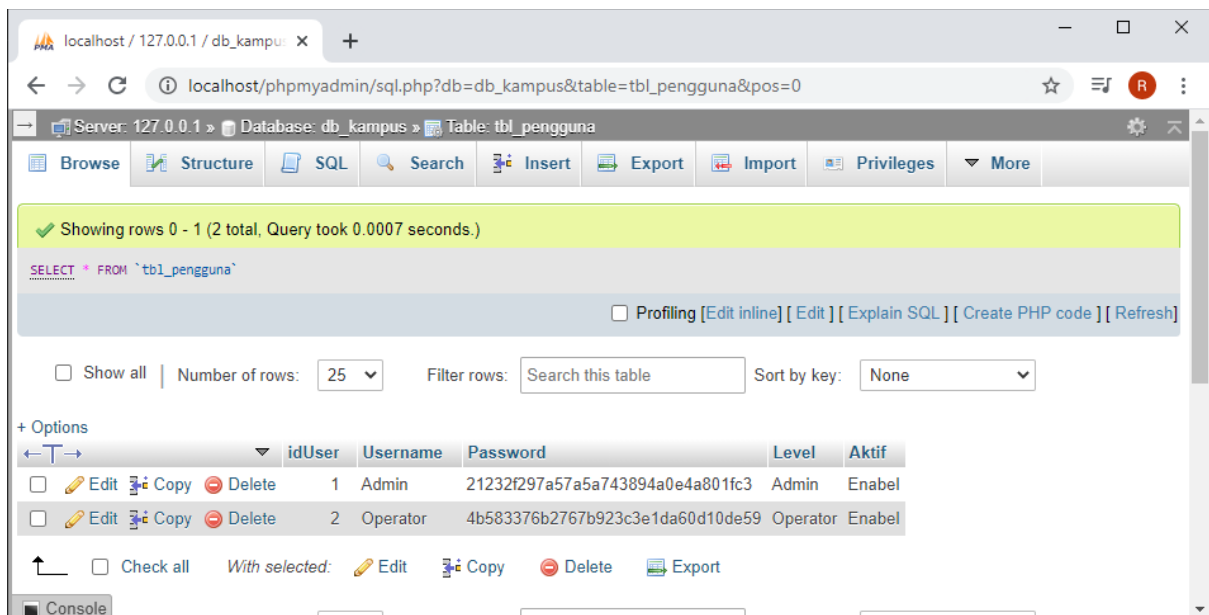 localhost / 127.0.0.1 / db_kampu
localhost/phpmyadmin/sql.php?db=db_kampus&table=tbl_pengguna&pos=0
R
Server: 127.0.0.1 » Database: db_kampus » Table: tbl_pengguna
Browse Structure SQL Search Insert Export Import Privileges More
Showing rows 0 - 1 (2 total, Query took 0.0007 seconds.)
SELECT * FROM `tbl_pengguna`
Profiling [Edit inline] [ Edit ] [ Explain SQL ] [ Create PHP code ] [ Refresh]
Show all | Number of rows: 25 Filter rows: Search this table Sort by key: None
+ Options
←T→ idUser Username Password Level Aktif
Edit Copy Delete 1 Admin 21232f297a57a5a743894a0e4a801fc3 Admin Enabel
Edit Copy Delete 2 Operator 4b583376b2767b923c3e1da60d10de59 Operator Enabel
Check all With selected: Edit Copy Delete Export
Console